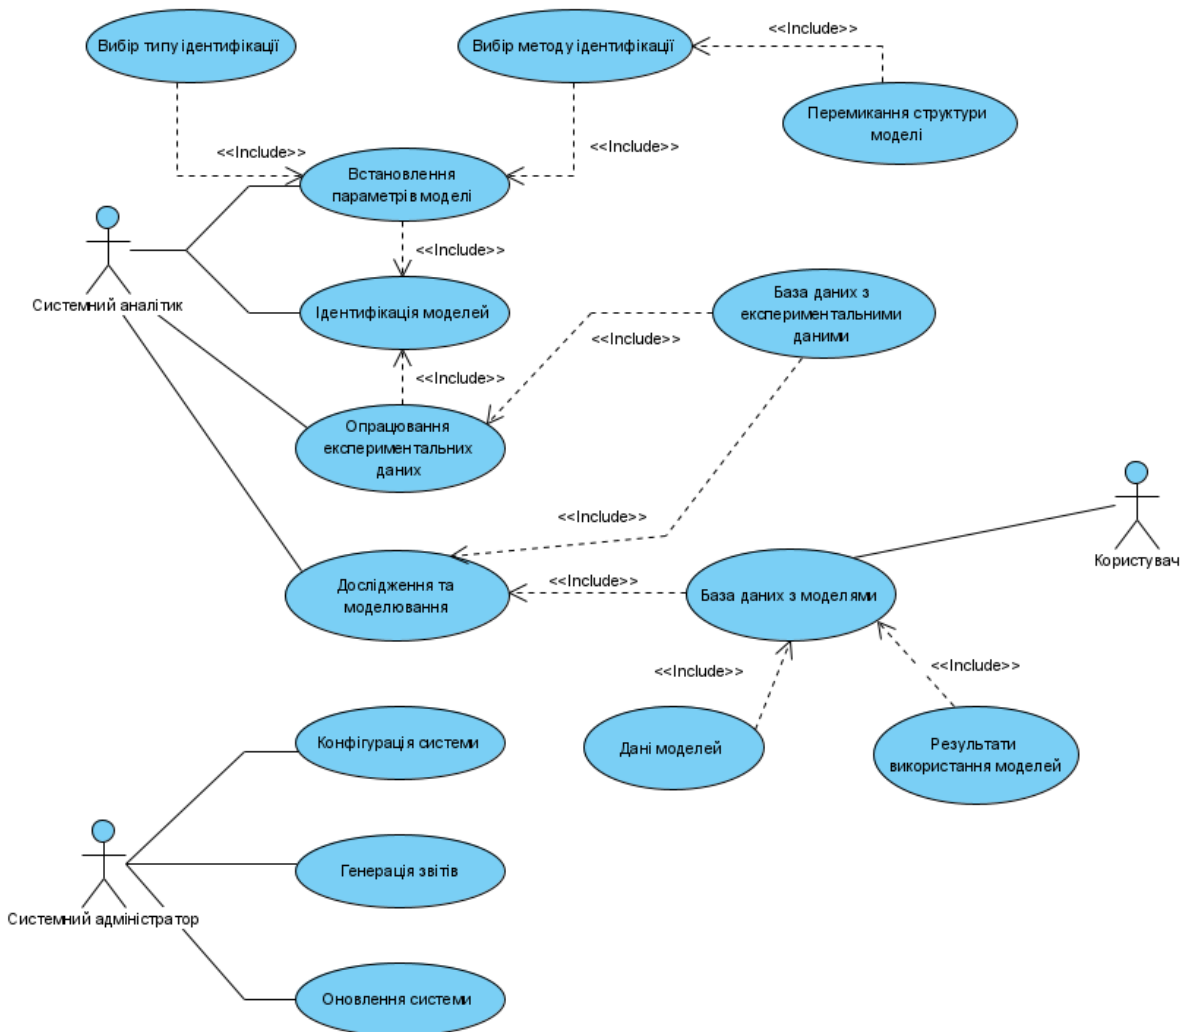 Вибір типу ідентифікації
Вибір методу ідентифікації
<<Include>>
Перемикання структури
моделі
<<Include>>
<<Include>>
Встановлення
параметрів моделі
<<Include>>
Системний аналітик
Ідентифікація моделей
База даних з
експериментальними
даними
<<Include>>
<<Include>>
Опрацювання
експериментальних
даних
<<Include>>
Користувач
Дослідження та
моделювання
<<Include>>
База даних з моделями
<<Include>>
<<Include>>
Конфігурація системи
Дані моделей
Результати
використання моделей
Генерація звітів
Системний адміністратор
Оновлення системи